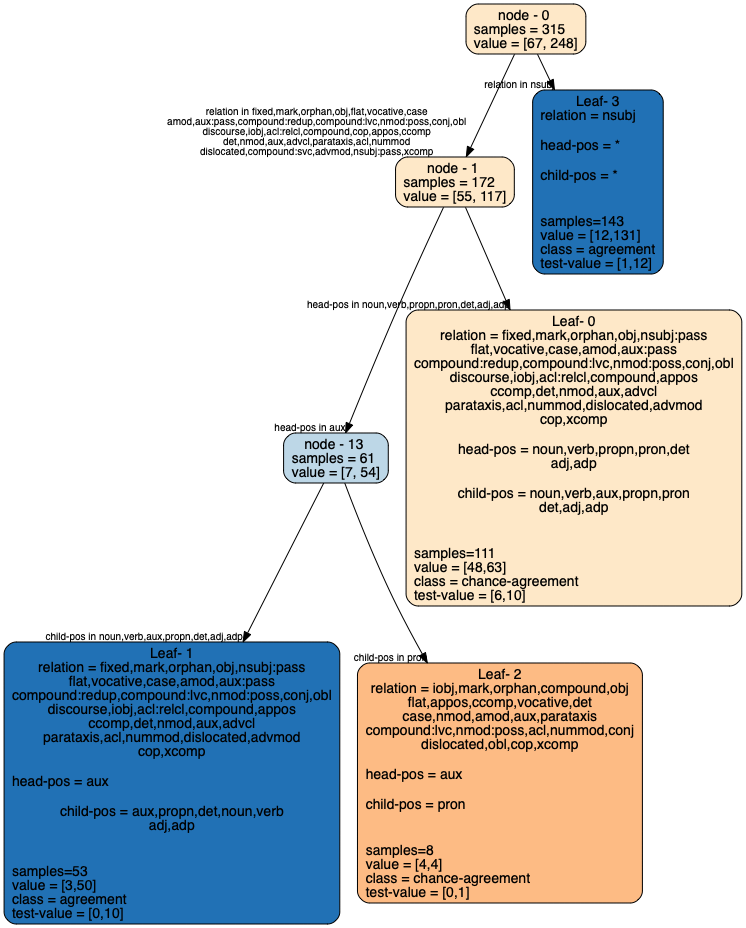 node - 0
samples = 315
value = [67, 248]
relation in nsubj
Leaf- 3
relation = nsubj
head-pos = *
child-pos = *
samples=143
value = [12,131]
class = agreement
test-value = [1,12]
relation in fixed,mark,orphan,obj,flat,vocative,case
amod,aux:pass,compound:redup,compound:lvc,nmod:poss,conj,obl
discourse,iobj,acl:relcl,compound,cop,appos,ccomp
det,nmod,aux,advcl,parataxis,acl,nummod
dislocated,compound:svc,advmod,nsubj:pass,xcomp
node - 1
samples = 172
value = [55, 117]
head-pos in noun,verb,propn,pron,det,adj,adp
Leaf- 0
relation = fixed,mark,orphan,obj,nsubj:pass
flat,vocative,case,amod,aux:pass
compound:redup,compound:lvc,nmod:poss,conj,obl
discourse,iobj,acl:relcl,compound,appos
ccomp,det,nmod,aux,advcl
parataxis,acl,nummod,dislocated,advmod
cop,xcomp
head-pos = noun,verb,propn,pron,det
adj,adp
child-pos = noun,verb,aux,propn,pron
det,adj,adp
samples=111
value = [48,63]
class = chance-agreement
test-value = [6,10]
head-pos in aux
node - 13
samples = 61
value = [7, 54]
child-pos in noun,verb,aux,propn,det,adj,adp
Leaf- 1
relation = fixed,mark,orphan,obj,nsubj:pass
flat,vocative,case,amod,aux:pass
compound:redup,compound:lvc,nmod:poss,conj,obl
discourse,iobj,acl:relcl,compound,appos
ccomp,det,nmod,aux,advcl
parataxis,acl,nummod,dislocated,advmod
cop,xcomp
head-pos = aux
child-pos = aux,propn,det,noun,verb
adj,adp
samples=53
value = [3,50]
class = agreement
test-value = [0,10]
child-pos in pron
Leaf- 2
relation = iobj,mark,orphan,compound,obj
flat,appos,ccomp,vocative,det
case,nmod,amod,aux,parataxis
compound:lvc,nmod:poss,acl,nummod,conj
dislocated,obl,cop,xcomp
head-pos = aux
child-pos = pron
samples=8
value = [4,4]
class = chance-agreement
test-value = [0,1]